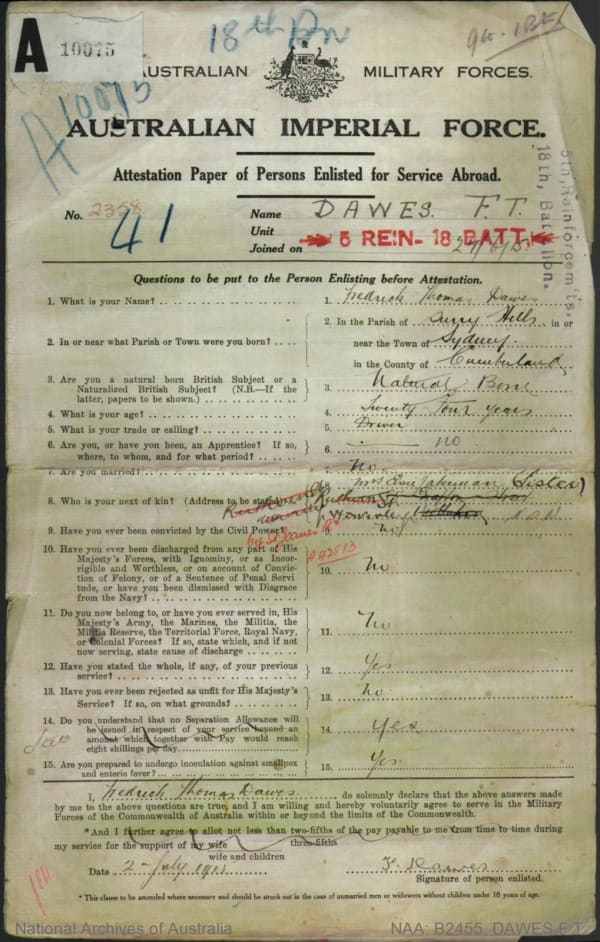 A 10075
18th Bn
A10075
AUSTRALIAN MILITARY FORCES.
AUSTRALIAN IMPERIAL FORCE.
Attestation Paper of Persons Enlisted for Service Abroad.
5th, Reinforcem'ts.
18th, Battalion.
No. 2358
41
Name DAWES. F. T.
Unit 5 REIN- 18 BATT
Joined on
Questions to be put to the Person Enlisting before Attestation.
1. What is your Name? 1. Fredrick Thomas Dawes
2. In or near what Parish or Town were you born? 2. In the Parish of Hills in or
near the Town of Sydney
in the County of Cumberland
3. Are you a natural born British Subject or a
Naturalized British Subject? (N.B.—If the
latter, papers to be shown.) 3. Natural Born
4. What is your age? 4. Twenty Four years
5. What is your trade or calling? 5. Driver
6. Are you, or have you been, an Apprentice? If so,
where, to whom, and for what period? 6. no
7. Are you married? No
8. Who is your next of kin? (Address to be stated) Mrs (Sister)
64 St James Rd
N.S.W.
9. Have you ever been convicted by the Civil Power? 9. No
A42513
10. Have you ever been discharged from any part of His
Majesty's Forces, with Ignominy, or as Incor-
rigible and Worthless, or on account of Convic-
tion of Felony, or of a Sentence of Penal Servi-
tude, or have you been dismissed with Disgrace
from the Navy? 10. No
11. Do you now belong to, or have you ever served in, His
Majesty's Army, the Marines, the Militia, the
Militia Reserve, the Territorial Force, Royal Navy,
or Colonial Forces? If so, state which, and if not
now serving, state cause of discharge 11. No
12. Have you stated the whole, if any, of your previous
service? 12. Yes
13. Have you ever been rejected as unfit for His Majesty's
Service? If so, on what grounds? 13. no
14. Do you understand that no Separation Allowance will
be issued in respect of your service beyond an
amount which together with Pay would reach
eight shillings per day 14. Yes
15. Are you prepared to undergo inoculation against smallpox
and enteric fever? 15. Yes
I, Fredrick Thomas Dawes do solemnly declare that the above answers made
by me to the above questions are true, and I am willing and hereby voluntarily agree to serve in the Military
Forces of the Commonwealth of Australia within or beyond the limits of the Commonwealth.
*And I further agree to allot not less than two-fifths of the pay payable to me from time to time during
three-fifths
my service for the support of my wife
wife and children
Date 2nd July 1915 F. Dawes
Signature of person enlisted.
* This clause to be amended where necessary and should be struck out in the case of unmarried men or widowers without children under 18 years of age.
National Archives of Australia NAA: B2455, DAWES F T